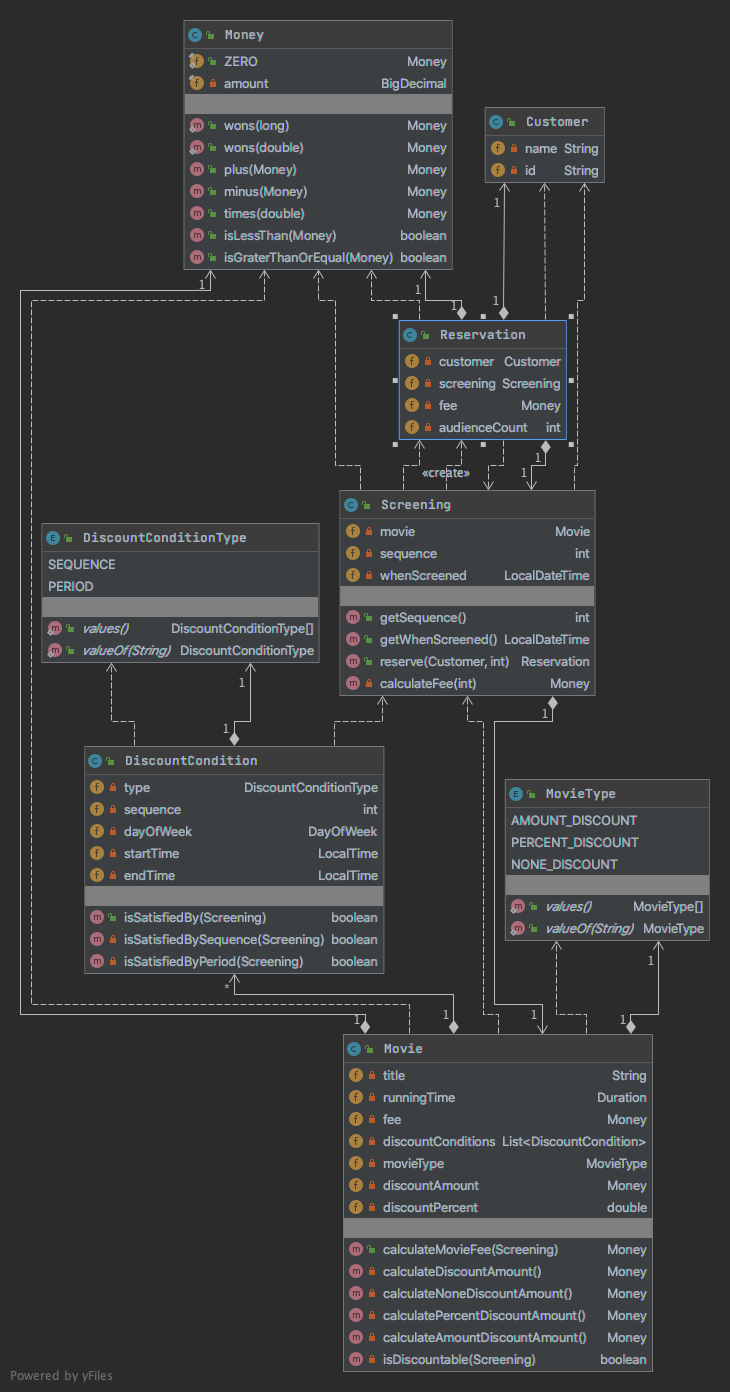 Money
ZERO Money
amount BigDecimal
wons(long) Money
wons(double) Money
plus(Money) Money
minus(Money) Money
times(double) Money
isLessThan(Money) boolean
isGraterThanOrEqual(Money) boolean
Customer
name String
id String
1
1
1
1
1
1
Reservation
customer Customer
screening Screening
fee Money
audienceCount int
1
«create»
1
Screening
movie Movie
sequence int
whenScreened LocalDateTime
getSequence() int
getWhenScreened() LocalDateTime
reserve(Customer, int) Reservation
calculateFee(int) Money
DiscountConditionType
SEQUENCE
PERIOD
values() DiscountConditionType[]
valueOf(String) DiscountConditionType
1
1
1
DiscountCondition
type DiscountConditionType
sequence int
dayOfWeek DayOfWeek
startTime LocalTime
endTime LocalTime
isSatisfiedBy(Screening) boolean
isSatisfiedBySequence(Screening) boolean
isSatisfiedByPeriod(Screening) boolean
MovieType
AMOUNT_DISCOUNT
PERCENT_DISCOUNT
NONE_DISCOUNT
values() MovieType[]
valueOf(String) MovieType
1
*
1
1
1
1
Movie
title String
runningTime Duration
fee Money
discountConditions List<DiscountCondition>
movieType MovieType
discountAmount Money
discountPercent double
calculateMovieFee(Screening) Money
calculateDiscountAmount() Money
calculateNoneDiscountAmount() Money
calculatePercentDiscountAmount() Money
calculateAmountDiscountAmount() Money
isDiscountable(Screening) boolean
Powered by yFiles